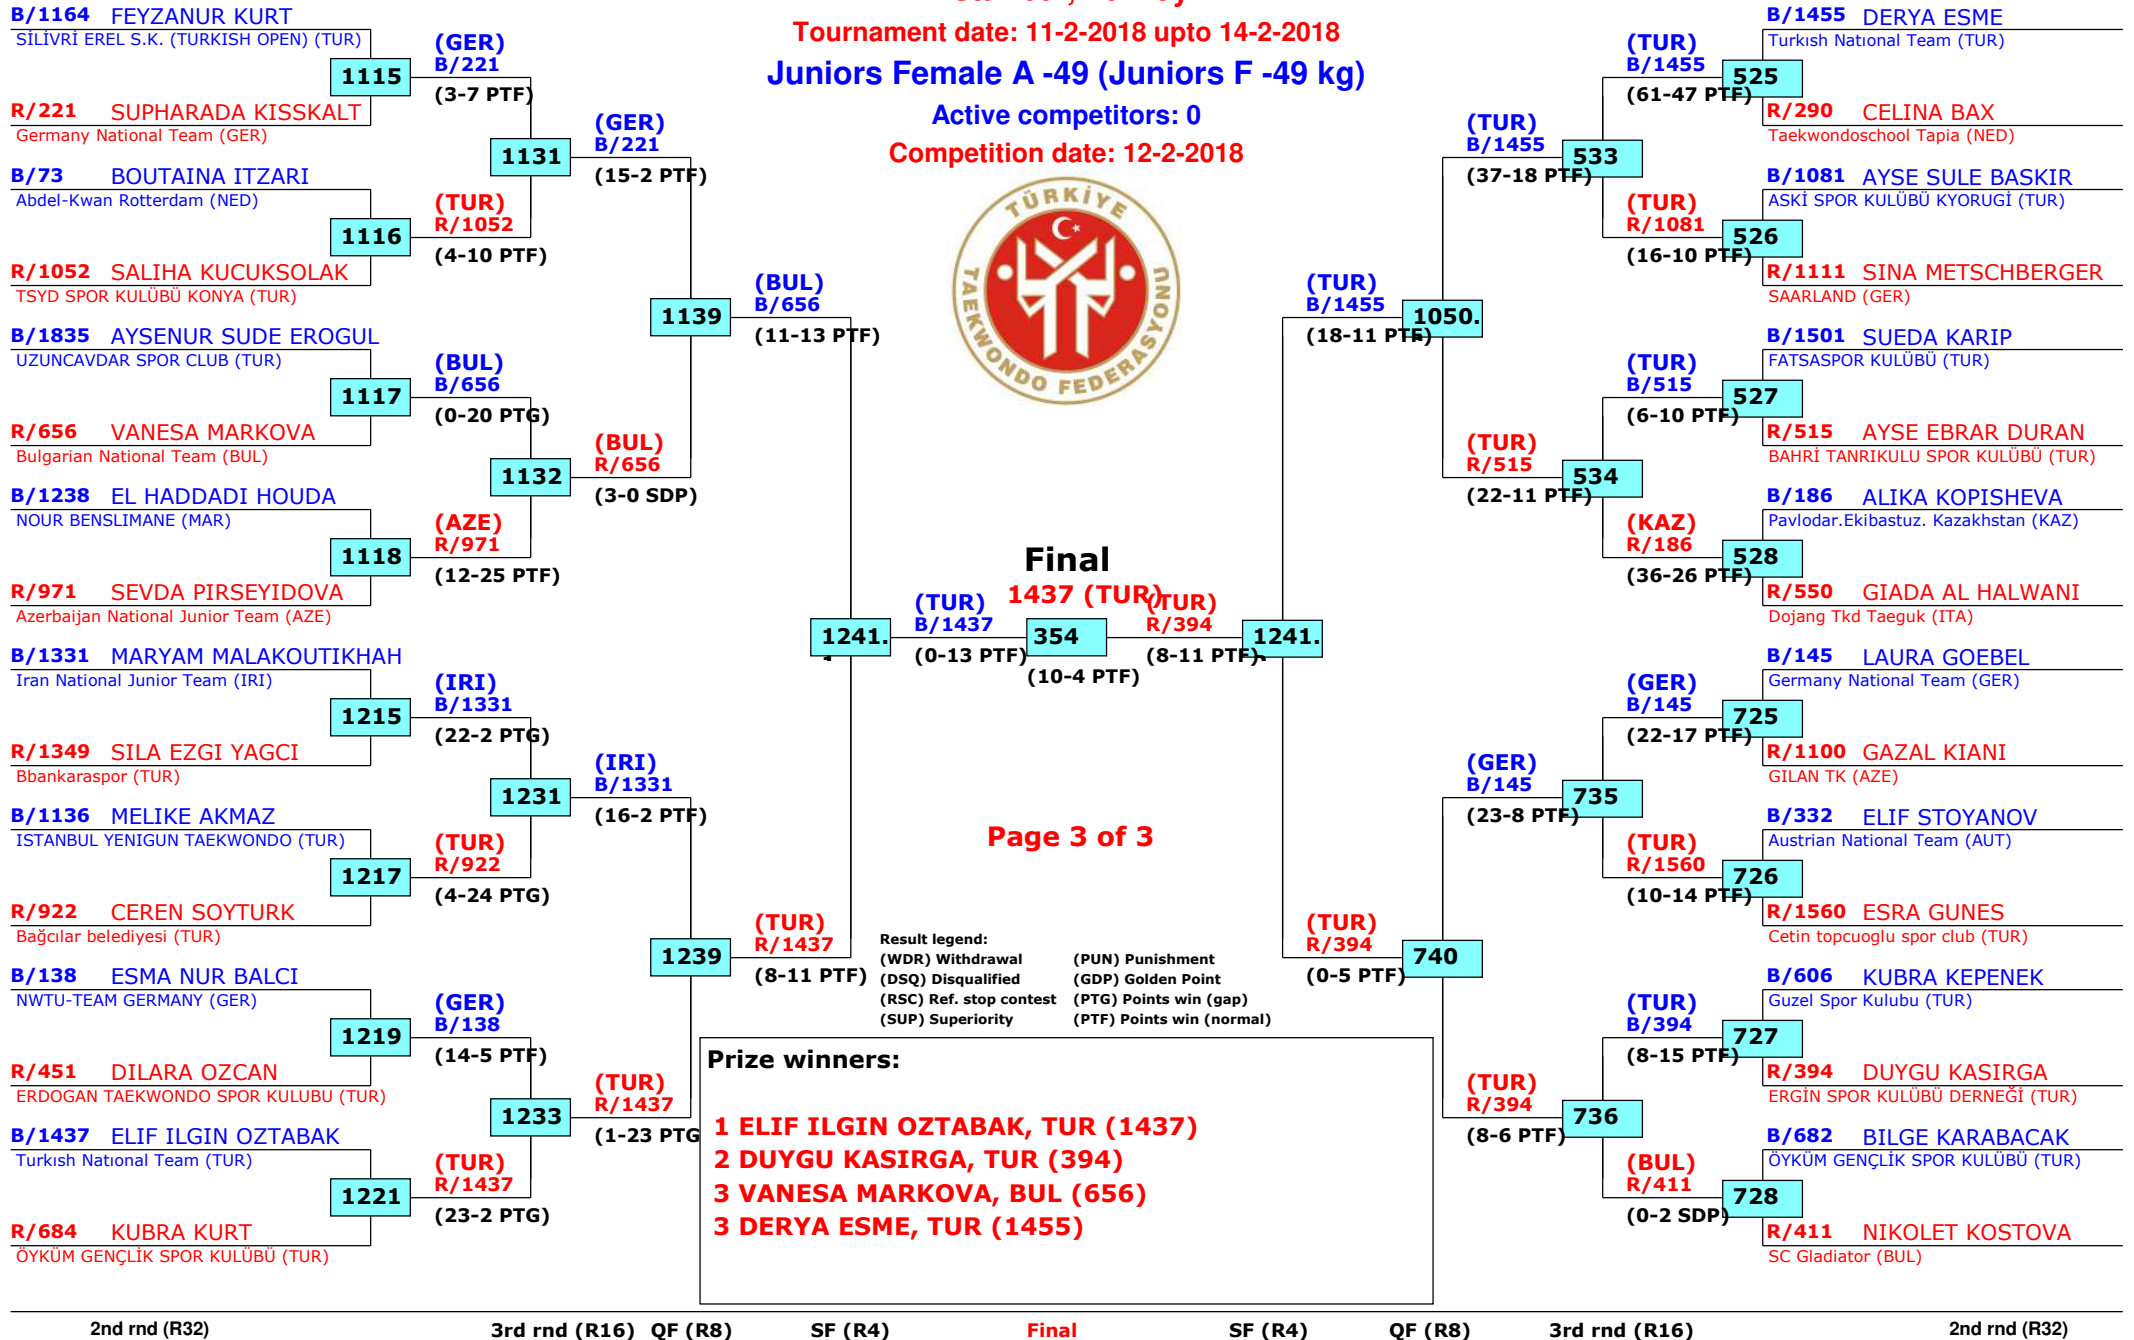 Tournament date: 11-2-2018 upto 14-2-2018
Juniors Female A -49 (Juniors F -49 kg)
Active competitors: 0
Competition date: 12-2-2018
TÜRKİYE
TAEKWONDO FEDERASYONU
B/1164 FEYZANUR KURT
SİLİVRİ EREL S.K. (TURKISH OPEN) (TUR)
1115
R/221 SUPHARADA KISSKALT
Germany National Team (GER)
B/73 BOUTAINA ITZARI
Abdel-Kwan Rotterdam (NED)
1116
R/1052 SALIHA KUCUKSOLAK
TSYD SPOR KULÜBÜ KONYA (TUR)
B/1835 AYSENUR SUDE EROGUL
UZUNCAVDAR SPOR CLUB (TUR)
1117
R/656 VANESA MARKOVA
Bulgarian National Team (BUL)
B/1238 EL HADDADI HOUDA
NOUR BENSLIMANE (MAR)
1118
R/971 SEVDA PIRSEYIDOVA
Azerbaijan National Junior Team (AZE)
B/1331 MARYAM MALAKOUTIKHAH
Iran National Junior Team (IRI)
1215
R/1349 SILA EZGI YAGCI
Bbankaraspor (TUR)
B/1136 MELIKE AKMAZ
ISTANBUL YENIGUN TAEKWONDO (TUR)
1217
R/922 CEREN SOYTURK
Bağcılar belediyesi (TUR)
B/138 ESMA NUR BALCI
NWTU-TEAM GERMANY (GER)
1219
R/451 DILARA OZCAN
ERDOGAN TAEKWONDO SPOR KULUBU (TUR)
B/1437 ELIF ILGIN OZTABAK
Turkısh Natıonal Team (TUR)
1221
R/684 KUBRA KURT
ÖYKÜM GENÇLİK SPOR KULÜBÜ (TUR)
(GER)
B/221
(3-7 PTF)
1131
(TUR)
R/1052
(4-10 PTF)
(BUL)
B/656
(0-20 PTG)
1132
(AZE)
R/971
(12-25 PTF)
(IRI)
B/1331
(22-2 PTG)
1231
(TUR)
R/922
(4-24 PTG)
(GER)
B/138
(14-5 PTF)
1233
(TUR)
R/1437
(23-2 PTG)
(GER)
B/221
(15-2 PTF)
1139
(BUL)
R/656
(3-0 SDP)
(IRI)
B/1331
(16-2 PTF)
1239
(TUR)
R/1437
(1-23 PTG
(BUL)
B/656
(11-13 PTF)
1241.
(TUR)
R/1437
(8-11 PTF)
Final
1437 (TUR)
(TUR)
B/1437
(0-13 PTF)
354
(10-4 PTF)
(TUR)
R/394
(8-11 PTF)
1241.
Page 3 of 3
(TUR)
B/1455
(18-11 PTF)
1050.
(TUR)
R/394
(0-5 PTF)
740
(TUR)
B/1455
(37-18 PTF)
533
(TUR)
R/515
(22-11 PTF)
534
(GER)
B/145
(23-8 PTF)
735
(TUR)
R/394
(8-6 PTF)
736
(TUR)
B/1455
(61-47 PTF)
525
(TUR)
R/1081
(16-10 PTF)
526
(TUR)
B/515
(6-10 PTF)
527
(KAZ)
R/186
(36-26 PTF)
528
(GER)
B/145
(22-17 PTF)
725
(TUR)
R/1560
(10-14 PTF)
726
(TUR)
B/394
(8-15 PTF)
727
(BUL)
R/411
(0-2 SDP)
728
B/1455 DERYA ESME
Turkısh Natıonal Team (TUR)
R/290 CELINA BAX
Taekwondoschool Tapia (NED)
B/1081 AYSE SULE BASKIR
ASKİ SPOR KULÜBÜ KYORUGİ (TUR)
R/1111 SINA METSCHBERGER
SAARLAND (GER)
B/1501 SUEDA KARIP
FATSASPOR KULÜBÜ (TUR)
R/515 AYSE EBRAR DURAN
BAHRİ TANRIKULU SPOR KULÜBÜ (TUR)
B/186 ALIKA KOPISHEVA
Pavlodar.Ekibastuz. Kazakhstan (KAZ)
R/550 GIADA AL HALWANI
Dojang Tkd Taeguk (ITA)
B/145 LAURA GOEBEL
Germany National Team (GER)
R/1100 GAZAL KIANI
GILAN TK (AZE)
B/332 ELIF STOYANOV
Austrian National Team (AUT)
R/1560 ESRA GUNES
Cetin topcuoglu spor club (TUR)
B/606 KUBRA KEPENEK
Guzel Spor Kulubu (TUR)
R/394 DUYGU KASIRGA
ERGİN SPOR KULÜBÜ DERNEĞİ (TUR)
B/682 BILGE KARABACAK
ÖYKÜM GENÇLİK SPOR KULÜBÜ (TUR)
R/411 NIKOLET KOSTOVA
SC Gladiator (BUL)
Result legend:
(WDR) Withdrawal (PUN) Punishment
(DSQ) Disqualified (GDP) Golden Point
(RSC) Ref. stop contest (PTG) Points win (gap)
(SUP) Superiority (PTF) Points win (normal)
Prize winners:
1 ELIF ILGIN OZTABAK, TUR (1437)
2 DUYGU KASIRGA, TUR (394)
3 VANESA MARKOVA, BUL (656)
3 DERYA ESME, TUR (1455)
2nd rnd (R32) 3rd rnd (R16) QF (R8) SF (R4) Final SF (R4) QF (R8) 3rd rnd (R16) 2nd rnd (R32)